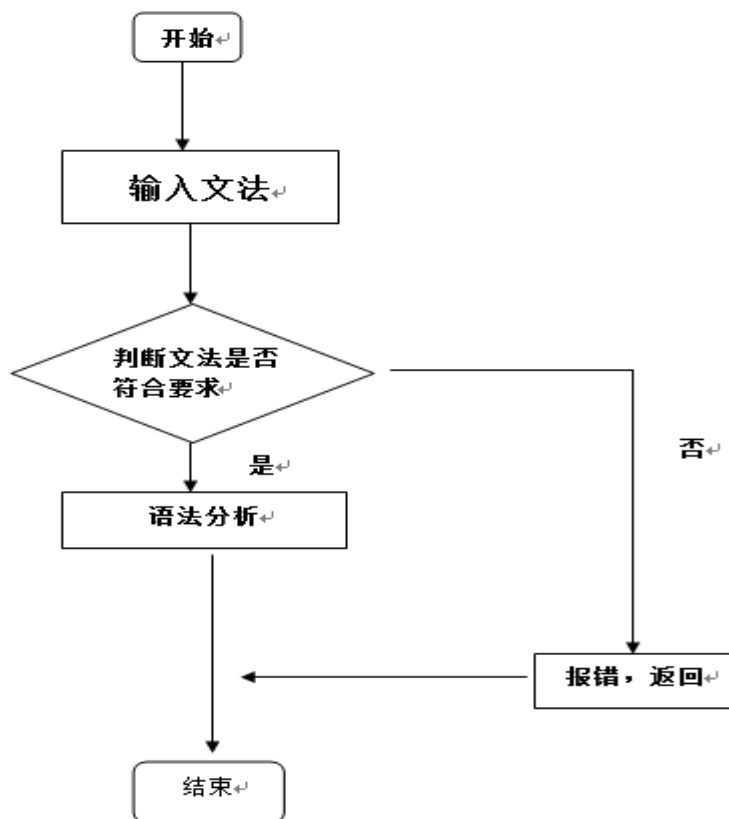 开始
输入文法
判断文法是否
符合要求
是
否
语法分析
报错，返回
结束